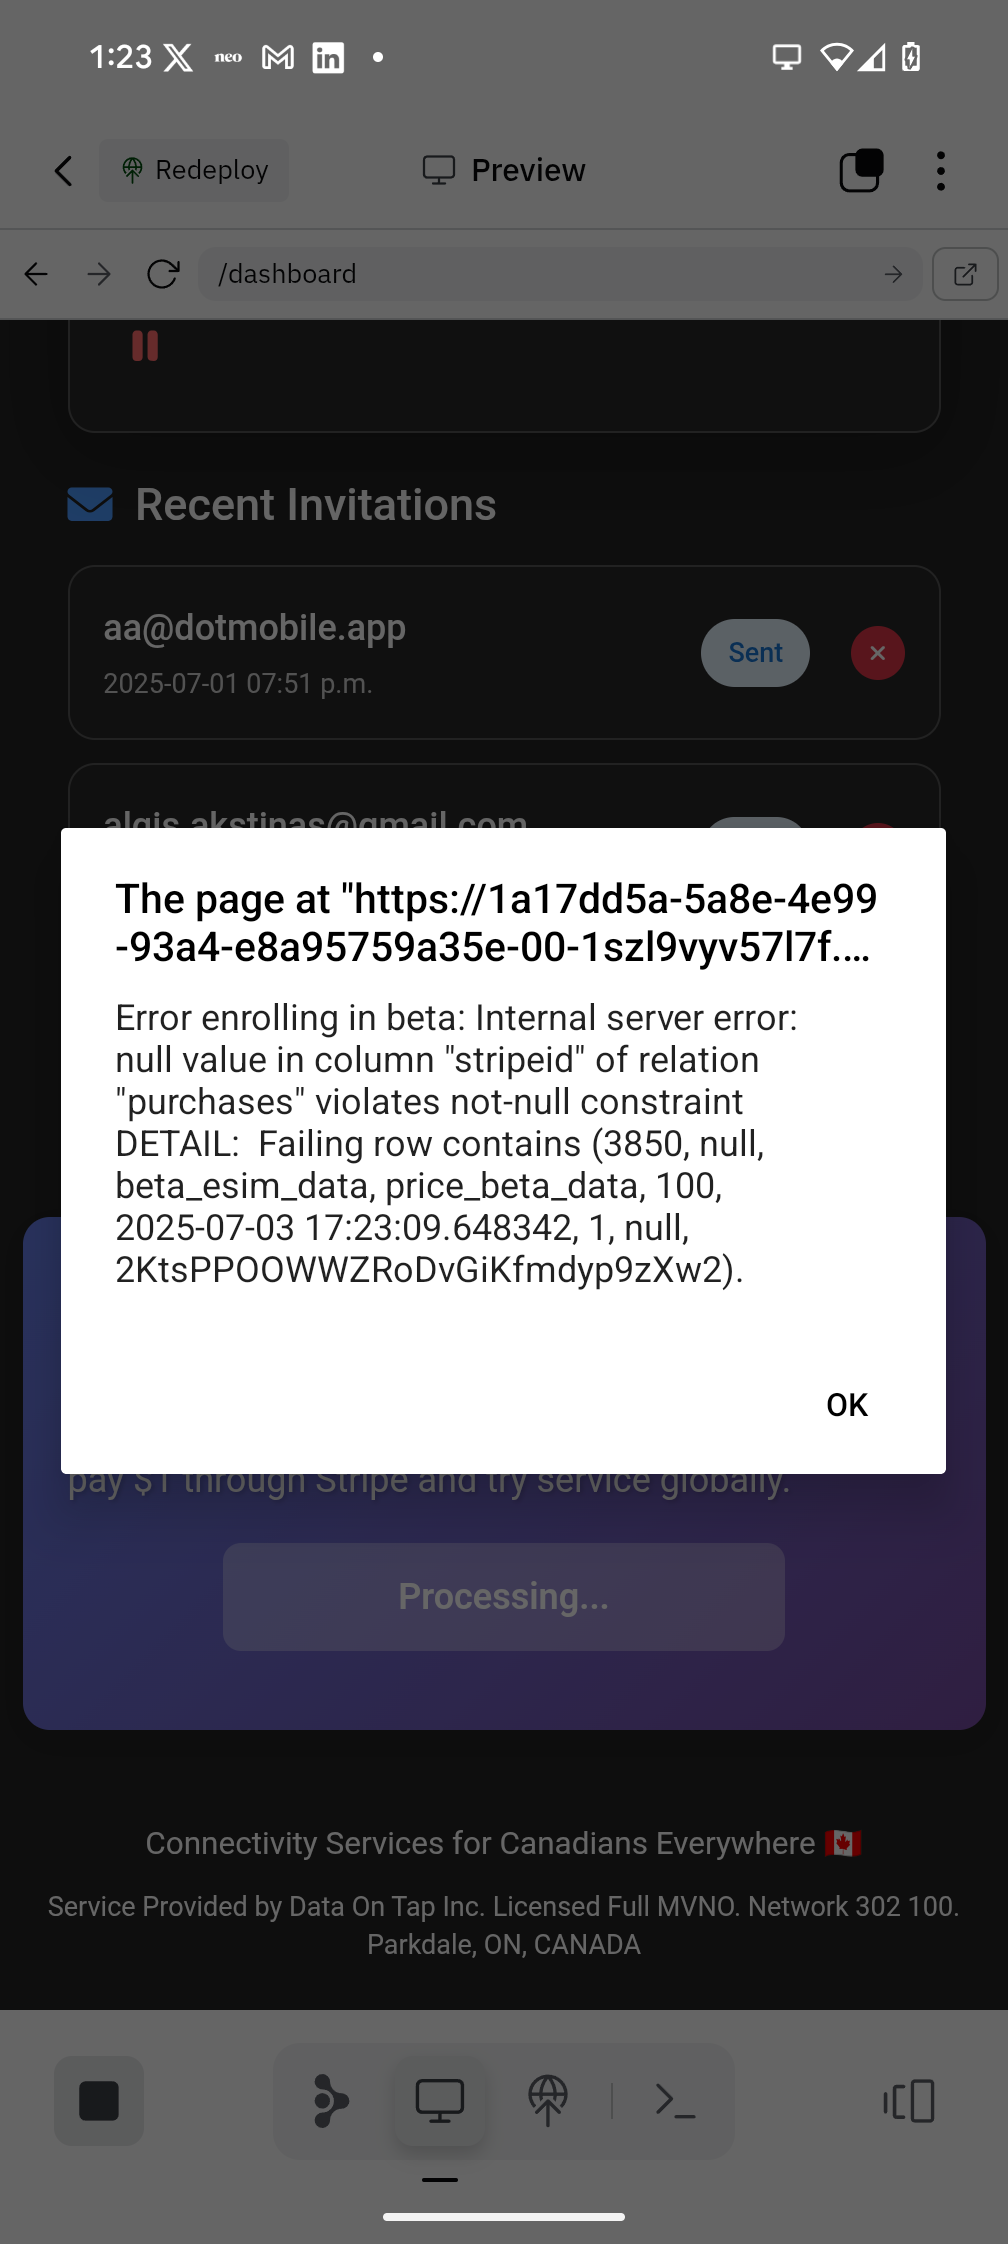 1:23 neo
Redeploy
Preview
/dashboard
Recent Invitations
aa@dotmobile.app
Sent
2025-07-01 07:51 p.m.
algis.akstinas@gmail.com
The page at "https://1a17dd5a-5a8e-4e99
-93a4-e8a95759a35e-00-1szl9vyv57l7f.…
Error enrolling in beta: Internal server error:
null value in column "stripeid" of relation
"purchases" violates not-null constraint
DETAIL:  Failing row contains (3850, null,
beta_esim_data, price_beta_data, 100,
2025-07-03 17:23:09.648342, 1, null,
2KtsPPOOWWZRoDvGiKfmdyp9zXw2).
OK
pay $1 through Stripe and try service globally.
Processing...
Connectivity Services for Canadians Everywhere 🇨🇦
Service Provided by Data On Tap Inc. Licensed Full MVNO. Network 302 100.
Parkdale, ON, CANADA